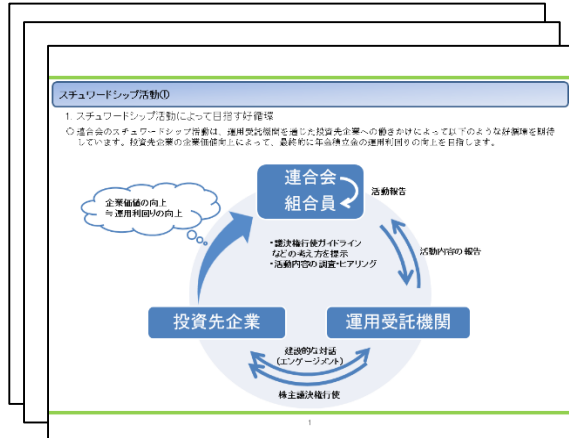 スチュワードシップ活動①
1. スチュワードシップ活動によって目指す好循環
○ 連合会のスチュワードシップ活動は、運用受託機関を通じた投資先企業への働きかけによって以下のような好循環を期待
しています。投資先企業の企業価値向上によって、最終的に年金積立金の運用利回りの向上を目指します。
連合会
組合員
活動報告
企業価値の向上
≒運用利回りの向上
・議決権行使ガイドライン
などの考え方を提示
・活動内容の調査・ヒアリング
活動内容の報告
投資先企業
運用受託機関
建設的な対話
(エンゲージメント)
株主議決権行使
1